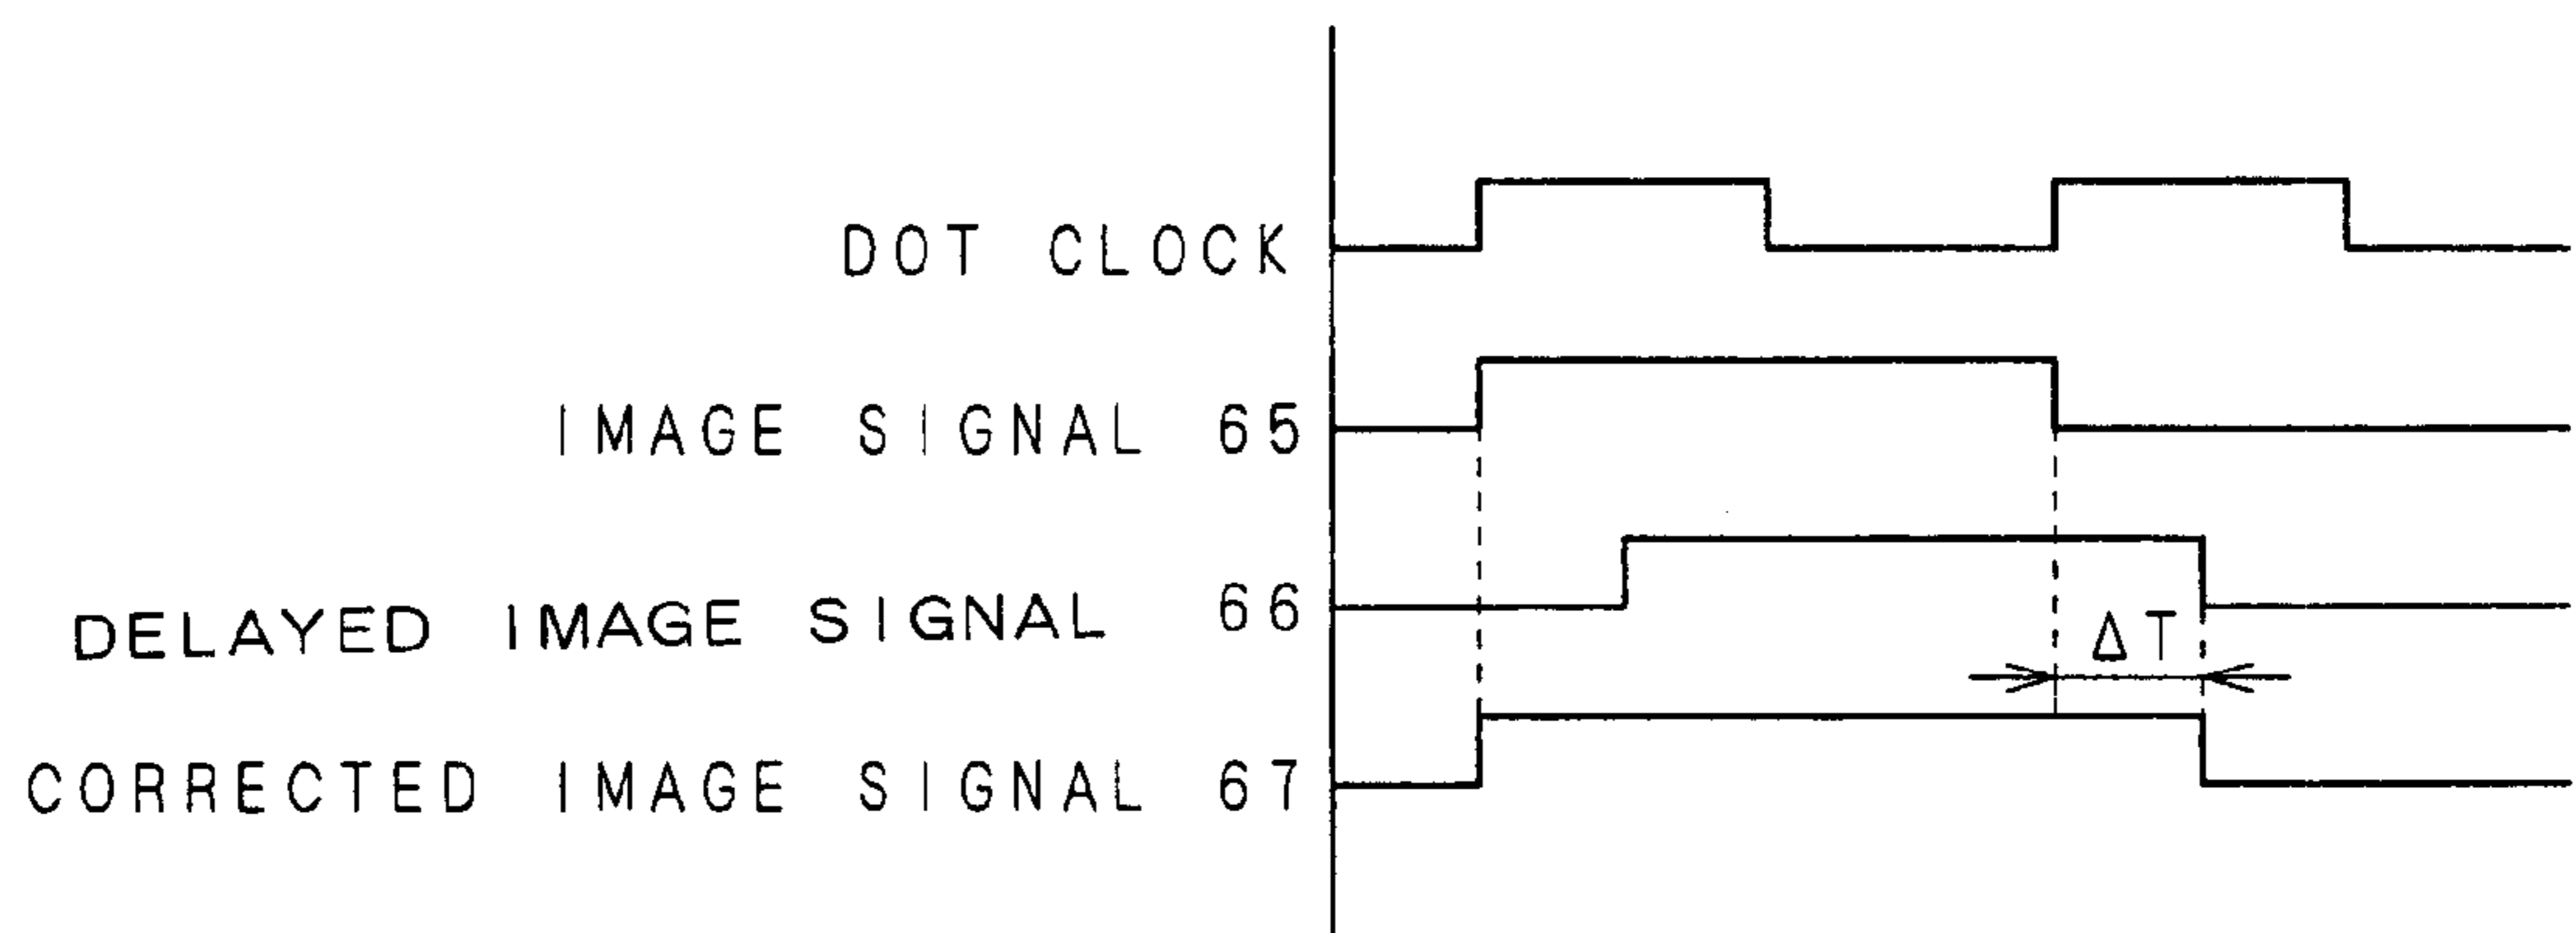 DOT CLOCK
IMAGE SIGNAL 65
DELAYED IMAGE SIGNAL 66
ΔT
CORRECTED IMAGE SIGNAL 67